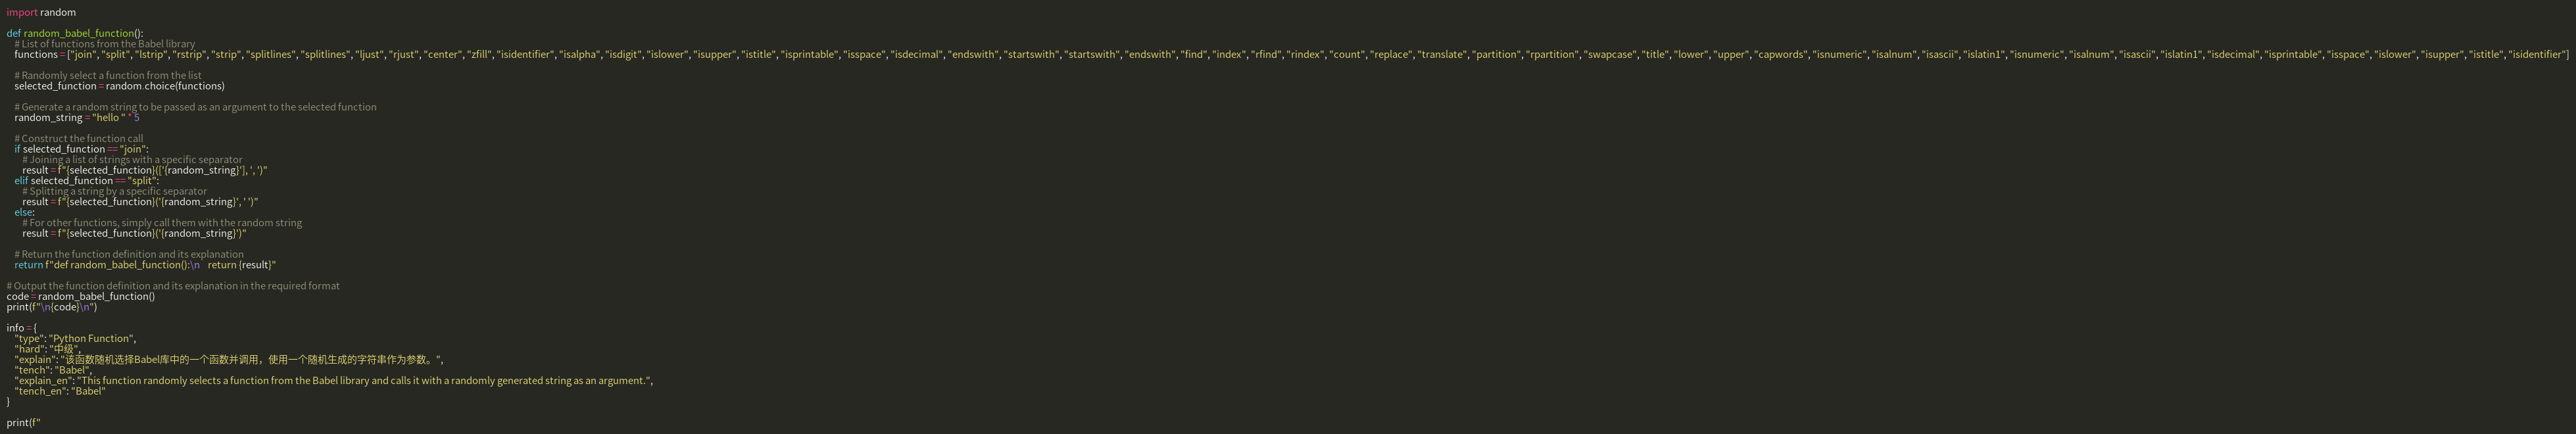 import random
def random_babel_function():
# List of functions from the Babel library
functions = ["join", "split", "lstrip", "rstrip", "strip", "splitlines", "splitlines", "ljust", "rjust", "center", "zfill", "isidentifier", "isalpha", "isdigit", "islower", "isupper", "istitle", "isprintable", "isspace", "isdecimal", "endswith", "startswith", "startswith", "endswith", "find", "index", "rfind", "rindex", "count", "replace", "translate", "partition", "rpartition", "swapcase", "title", "lower", "upper", "capwords", "isnumeric", "isalnum", "isascii", "islatin1", "isnumeric", "isalnum", "isascii", "islatin1", "isdecimal", "isprintable", "isspace", "islower", "isupper", "istitle", "isidentifier"]
# Randomly select a function from the list
selected_function = random.choice(functions)
# Generate a random string to be passed as an argument to the selected function
random_string = "hello " * 5
# Construct the function call
if selected_function == "join":
# Joining a list of strings with a specific separator
result = f"{selected_function}(['{random_string}'], ', ')"
elif selected_function == "split":
# Splitting a string by a specific separator
result = f"{selected_function}('{random_string}', ' ')"
else:
# For other functions, simply call them with the random string
result = f"{selected_function}('{random_string}')"
# Return the function definition and its explanation
return f"def random_babel_function():\n    return {result}"
# Output the function definition and its explanation in the required format
code = random_babel_function()
print(f"\n{code}\n")
info = {
"type": "Python Function",
"hard": "中级",
"explain": "该函数随机选择Babel库中的一个函数并调用，使用一个随机生成的字符串作为参数。",
"tench": "Babel",
"explain_en": "This function randomly selects a function from the Babel library and calls it with a randomly generated string as an argument.",
"tench_en": "Babel"
}
print(f"